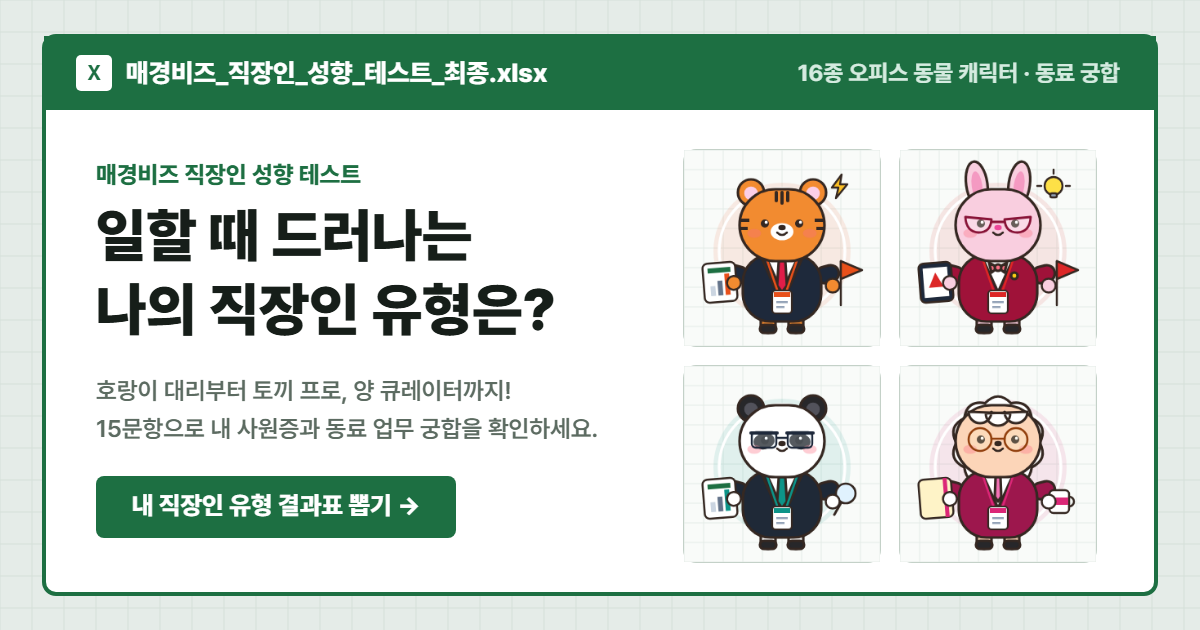 X 매경비즈_직장인_성향_테스트_최종.xlsx
16종 오피스 동물 캐릭터 · 동료 궁합
매경비즈 직장인 성향 테스트
일할 때 드러나는
나의 직장인 유형은?
호랑이 대리부터 토끼 프로, 양 큐레이터까지!
15문항으로 내 사원증과 동료 업무 궁합을 확인하세요.
내 직장인 유형 결과표 뽑기 →